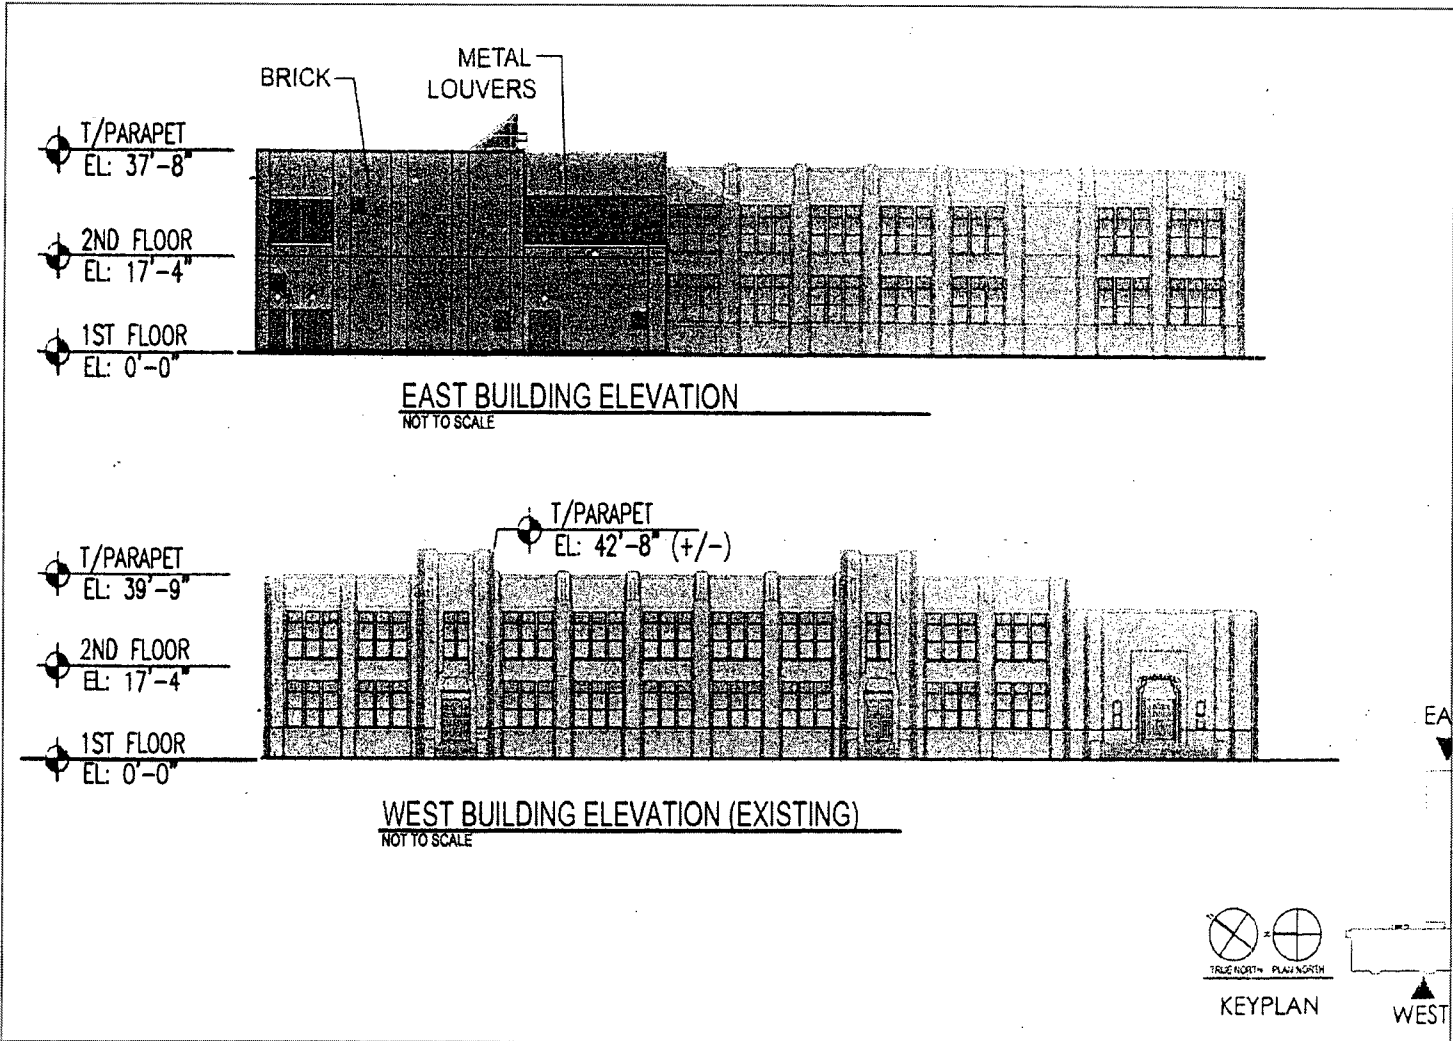 BRICK
METAL
LOUVERS
T/PARAPET
EL: 37'-8"
2ND FLOOR
EL: 17'-4"
1ST FLOOR
EL: 0'-0"
EAST BUILDING ELEVATION
NOT TO SCALE
T/PARAPET
EL: 42'-8" (+/-)
T/PARAPET
EL: 39'-9"
2ND FLOOR
EL: 17'-4"
1ST FLOOR
EL: 0'-0"
WEST BUILDING ELEVATION (EXISTING)
NOT TO SCALE
EA
TRUE NORTH PLAN NORTH
KEYPLAN
WEST